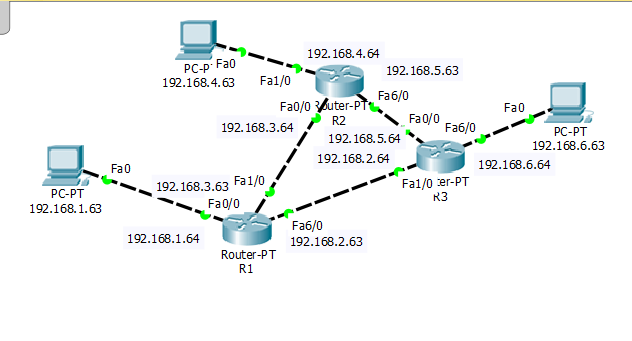 192.168.4.64
PC-P Fa0
192.168.4.63
Fa1/0
192.168.5.63
Fa6/0
Fa0/0
Router-PT
R2
192.168.3.64
Fa0/0
Fa6/0
Fa0
PC-PT
192.168.6.63
192.168.5.64
192.168.2.64
192.168.6.64
Fa1/0
R3
Fa0
PC-PT
192.168.1.63
192.168.3.63
Fa1/0
Fa0/0
192.168.1.64
Fa6/0
192.168.2.63
Router-PT
R1